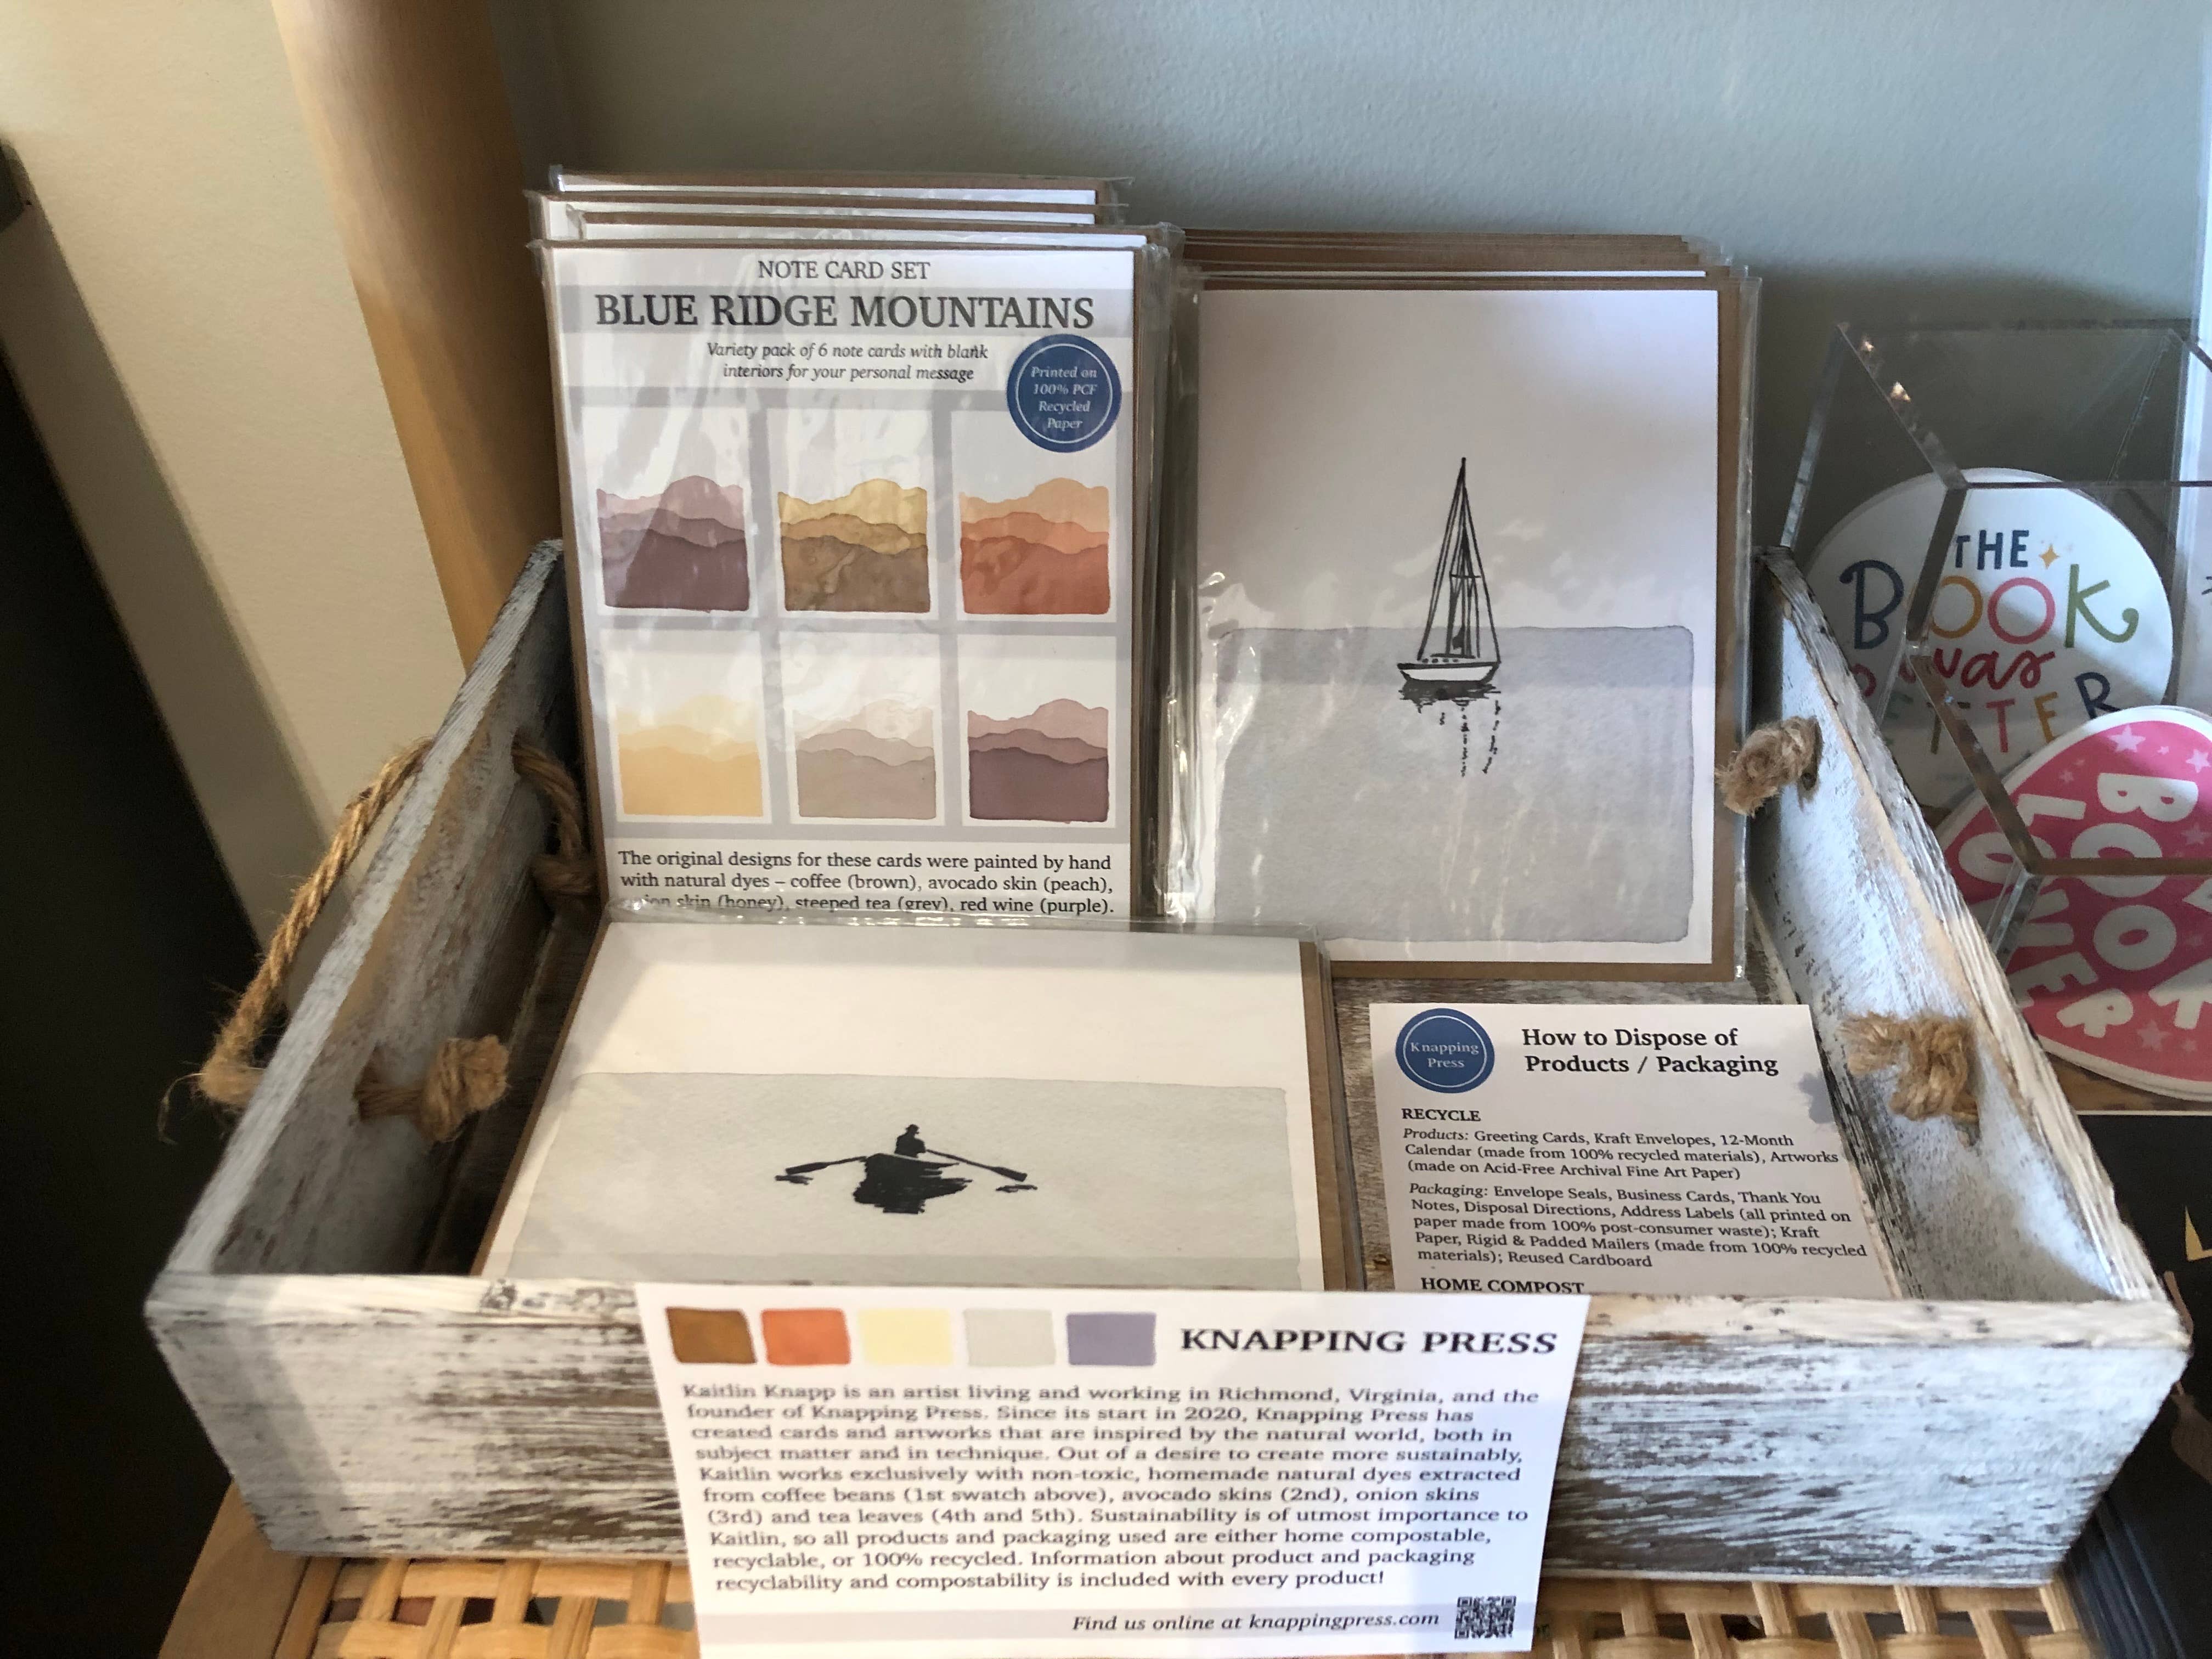 NOTE CARD SET
BLUE RIDGE MOUNTAINS
Variety pack of 6 note cards with blank
interiors for your personal message
Printed on
100% PCF
Recycled
Paper
The original designs for these cards were painted by hand
with natural dyes – coffee (brown), avocado skin (peach),
skin (honey), steeped tea (grey), red wine (purple).
THE
BOOK
was
BOOK
LOVER
Knapping
Press
How to Dispose of
Products / Packaging
RECYCLE
Products: Greeting Cards, Kraft Envelopes, 12-Month
Calendar (made from 100% recycled materials), Artworks
(made on Acid-Free Archival Fine Art Paper)
Packaging: Envelope Seals, Business Cards, Thank You
Notes, Disposal Directions, Address Labels (all printed on
paper made from 100% post-consumer waste); Kraft
Paper, Rigid & Padded Mailers (made from 100% recycled
materials); Reused Cardboard
HOME COMPOST
KNAPPING PRESS
Kaitlin Knapp is an artist living and working in Richmond, Virginia, and the
founder of Knapping Press. Since its start in 2020, Knapping Press has
created cards and artworks that are inspired by the natural world, both in
subject matter and in technique. Out of a desire to create more sustainably,
Kaitlin works exclusively with non-toxic, homemade natural dyes extracted
from coffee beans (1st swatch above), avocado skins (2nd), onion skins
(3rd) and tea leaves (4th and 5th). Sustainability is of utmost importance to
Kaitlin, so all products and packaging used are either home compostable,
recyclable, or 100% recycled. Information about product and packaging
recyclability and compostability is included with every product!
Find us online at knappingpress.com